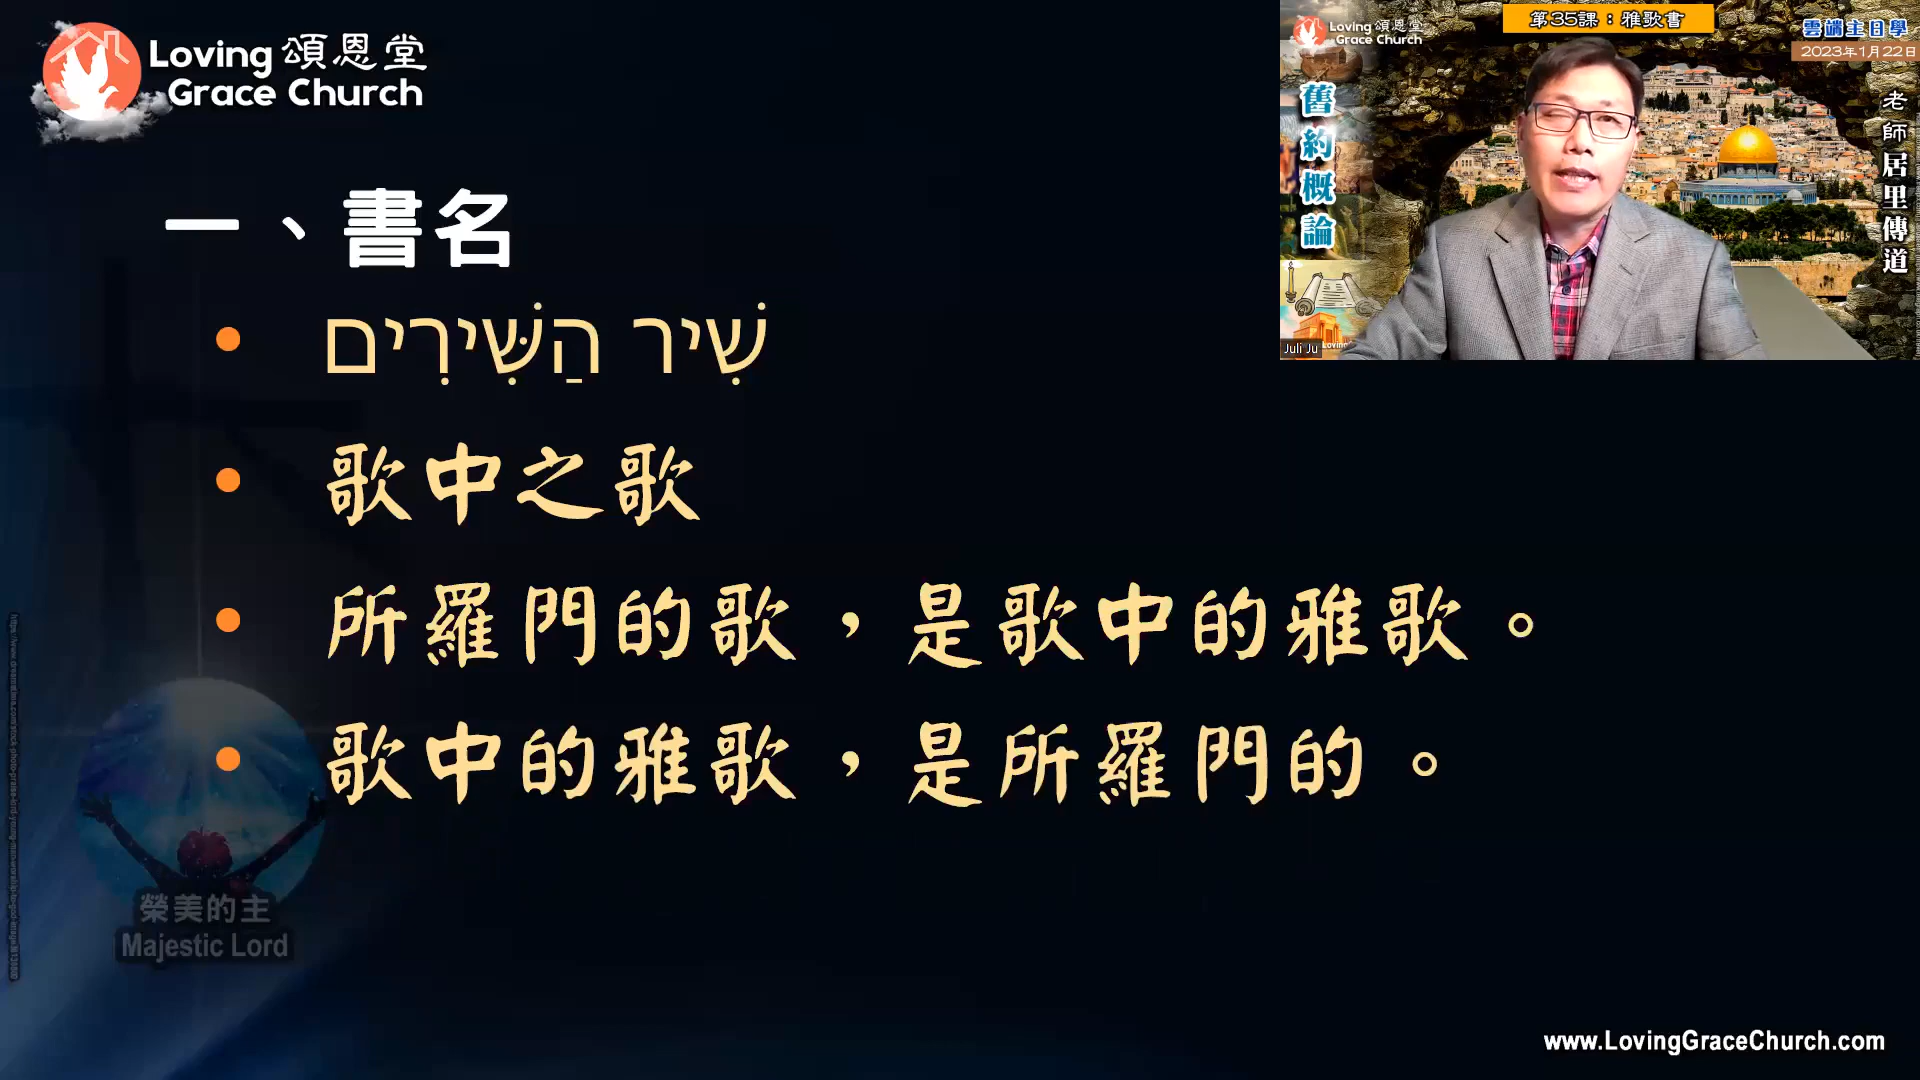 Loving 頌恩堂
Grace Church
一、書名
שִׁיר הַשִּׁירִים
歌中之歌
所羅門的歌，是歌中的雅歌。
歌中的雅歌，是所羅門的。
榮美的主
Majestic Lord
www.LovingGraceChurch.com
Loving 頌恩堂
Grace Church
第35課：雅歌書
雲端主日學
2023年1月22日
舊約概論
老師居里傳道
Juli Ju